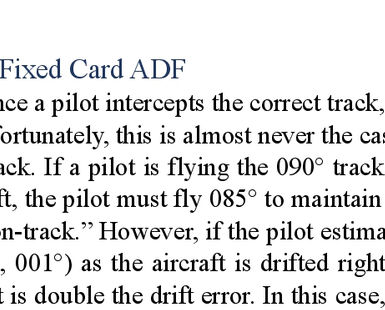 Fixed Card ADF
nce a pilot intercepts the correct track,
fortunately, this is almost never the cas
ack. If a pilot is flying the 090° track
ft, the pilot must fly 085° to maintain
on-track.” However, if the pilot estima
, 001°) as the aircraft is drifted right
t is double the drift error. In this case,